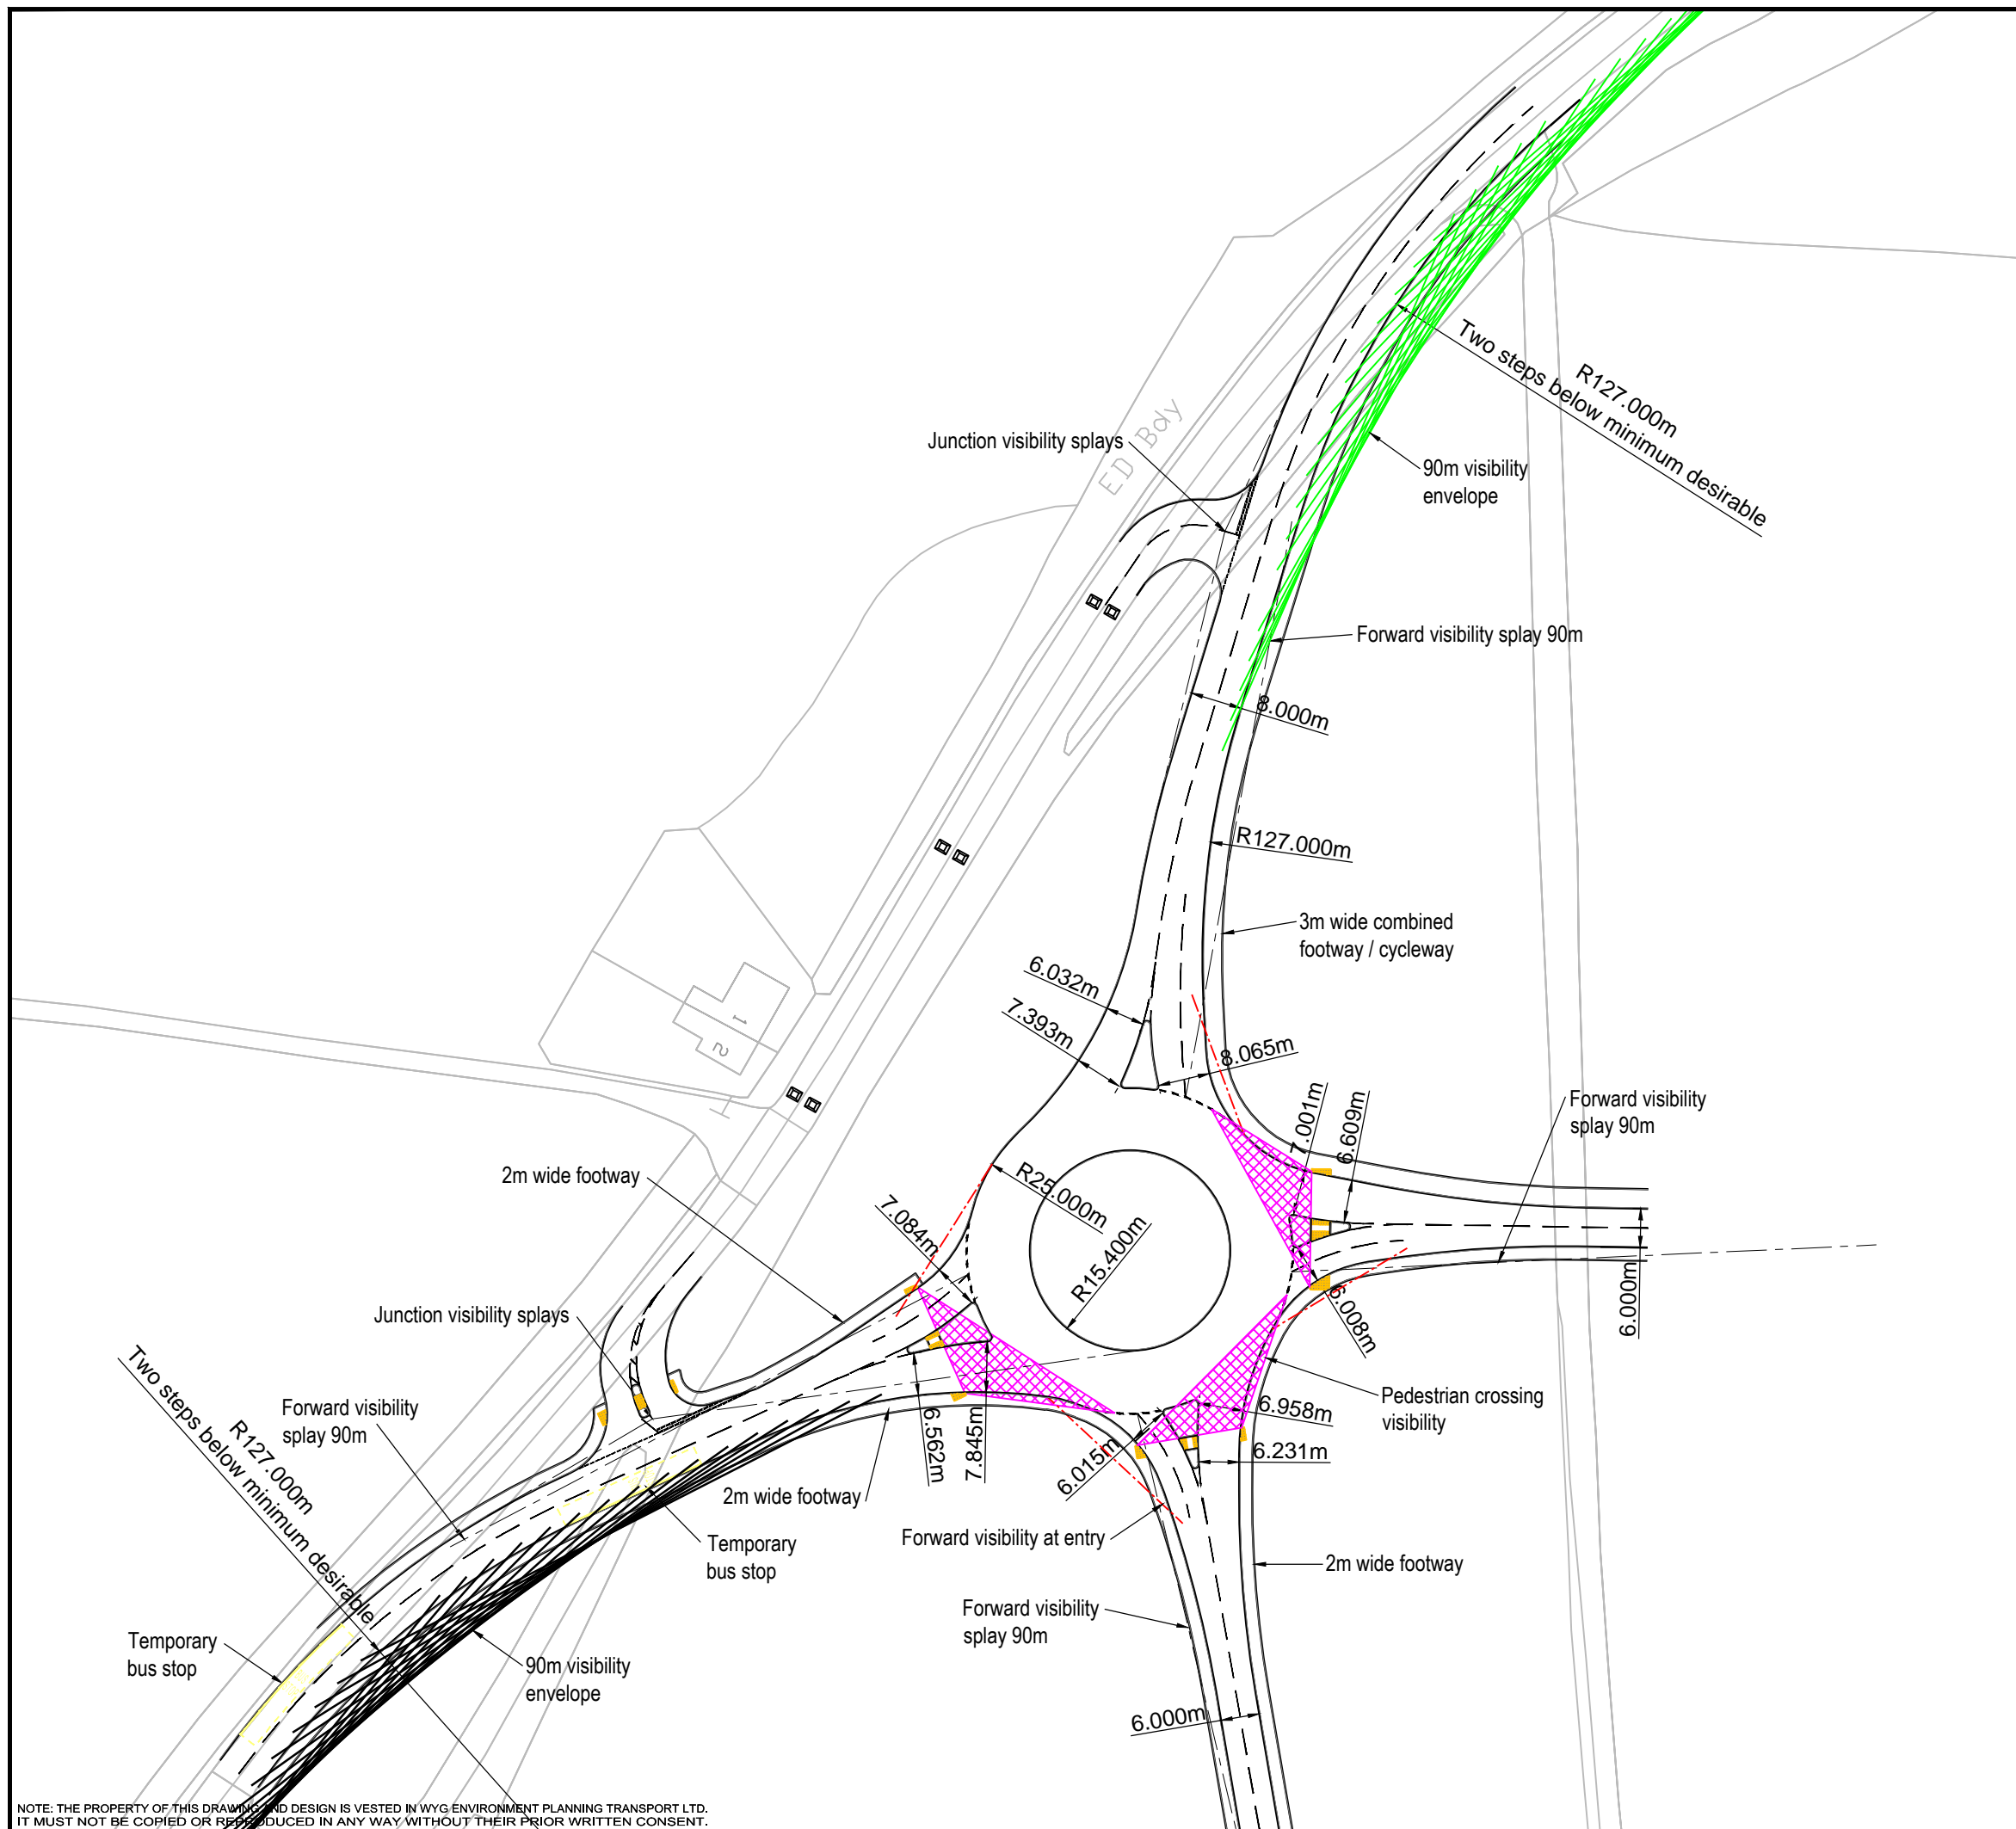 ED Bdy
Junction visibility splays
R127.000m
Two steps below minimum desirable
90m visibility
envelope
Forward visibility splay 90m
8.000m
R127.000m
3m wide combined
footway / cycleway
6.032m
7.393m
8.065m
1
2
7.001m
6.609m
Forward visibility
splay 90m
2m wide footway
R25.000m
7.084m
R15.400m
6.000m
6.008m
Junction visibility splays
Two steps below minimum desirable
R127.000m
Forward visibility
splay 90m
Pedestrian crossing
visibility
6.958m
6.231m
6.562m
7.845m
6.015m
2m wide footway
Forward visibility at entry
Temporary
bus stop
2m wide footway
Forward visibility
splay 90m
Temporary
bus stop
90m visibility
envelope
6.000m
NOTE: THE PROPERTY OF THIS DRAWING AND DESIGN IS VESTED IN WYG ENVIRONMENT PLANNING TRANSPORT LTD.
IT MUST NOT BE COPIED OR REPRODUCED IN ANY WAY WITHOUT THEIR PRIOR WRITTEN CONSENT.